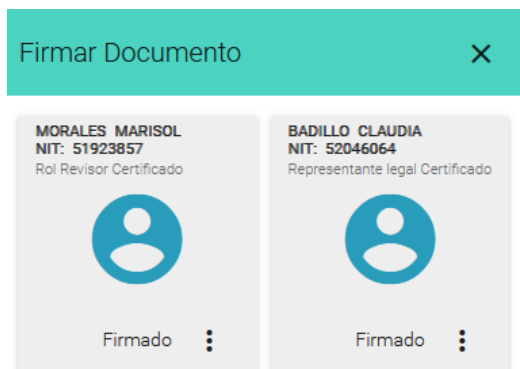 Firmar Documento
MORALES MARISOL
NIT: 51923857
Rol Revisor Certificado
Firmado
BADILLO CLAUDIA
NIT: 52046064
Representante legal Certificado
Firmado